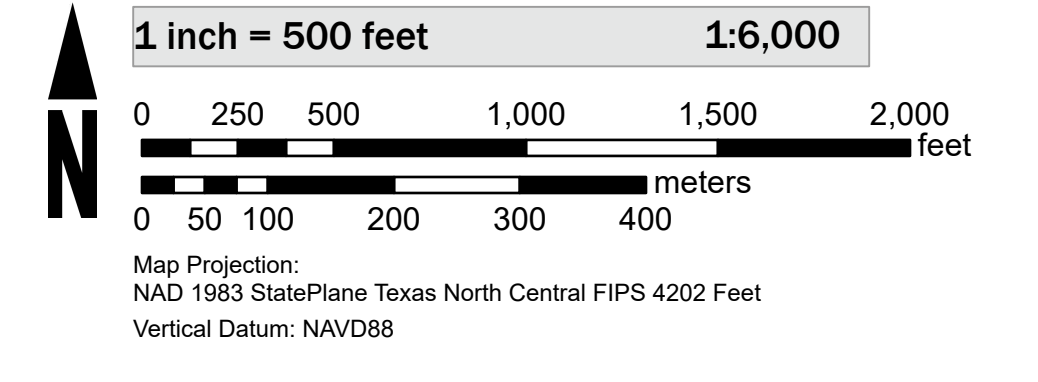 1 inch = 500 feet 1:6,000
0 250 500 1,000 1,500 2,000
feet
meters
0 50 100 200 300 400
N
Map Projection:
NAD 1983 StatePlane Texas North Central FIPS 4202 Feet
Vertical Datum: NAVD88